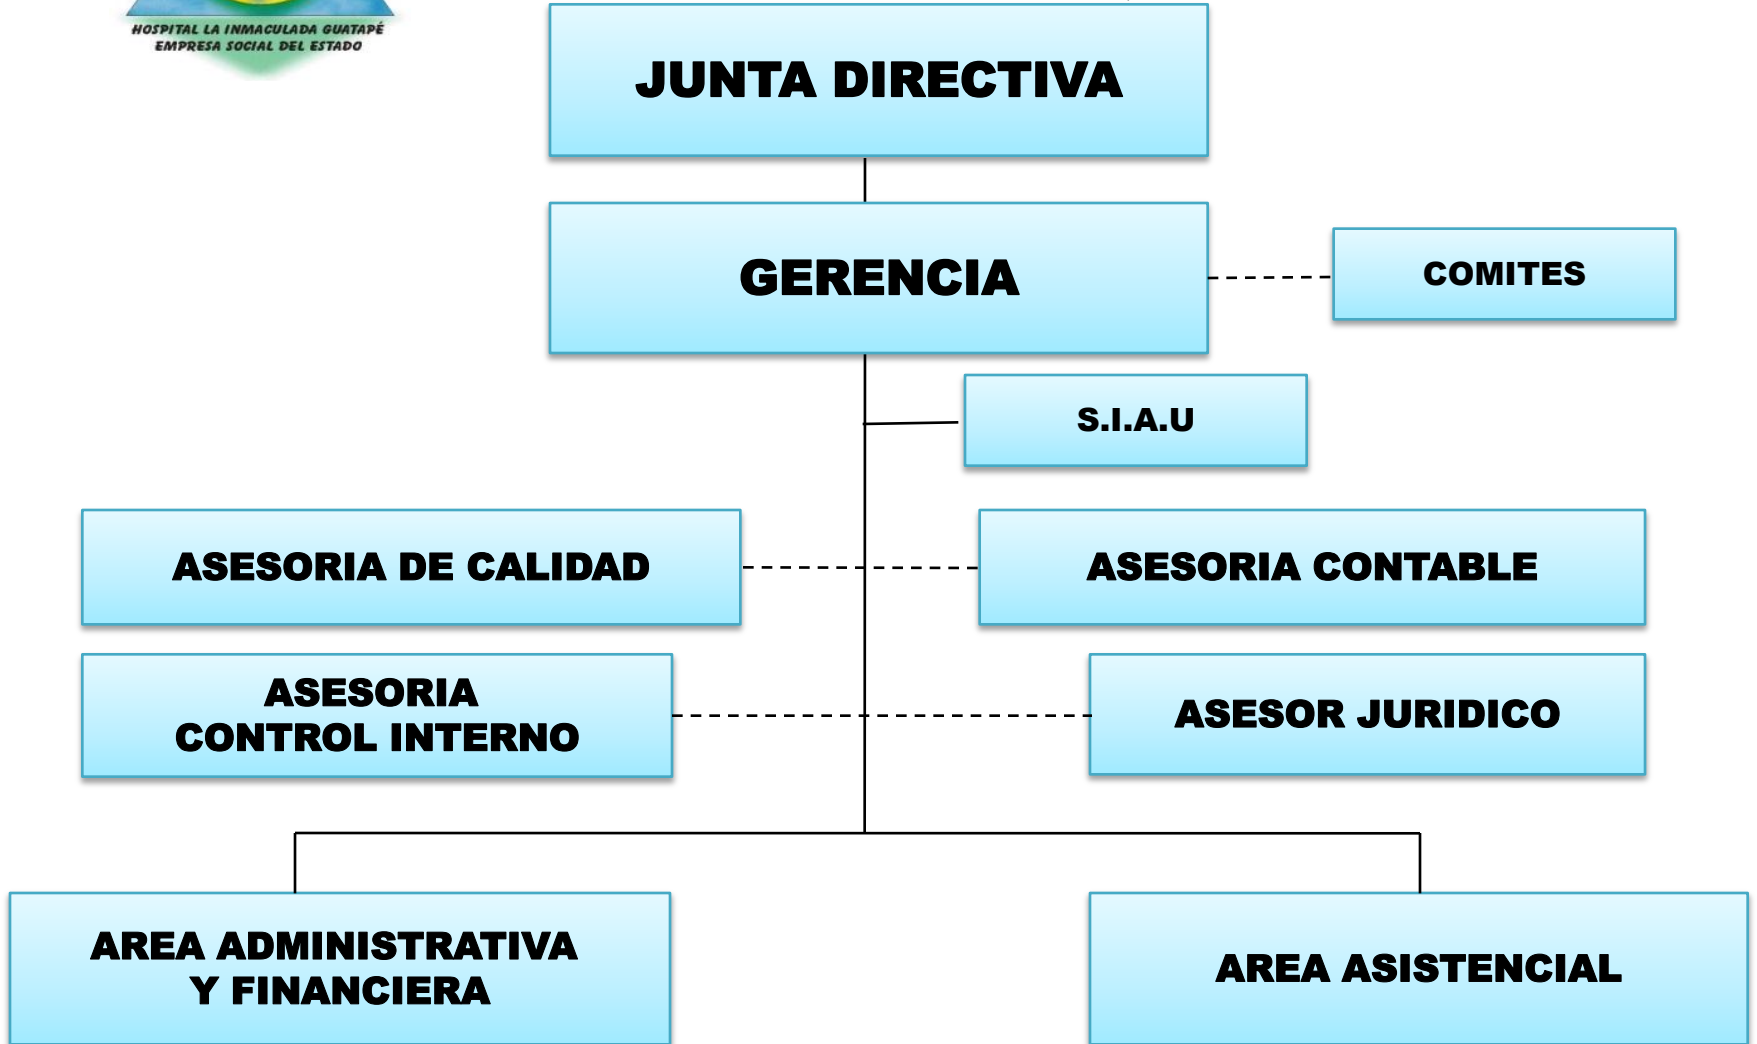 HOSPITAL LA INMACULADA GUATAPÉ
EMPRESA SOCIAL DEL ESTADO
JUNTA DIRECTIVA
GERENCIA
COMITES
S.I.A.U
ASESORIA DE CALIDAD
ASESORIA CONTABLE
ASESORIA
CONTROL INTERNO
ASESOR JURIDICO
AREA ADMINISTRATIVA
Y FINANCIERA
AREA ASISTENCIAL